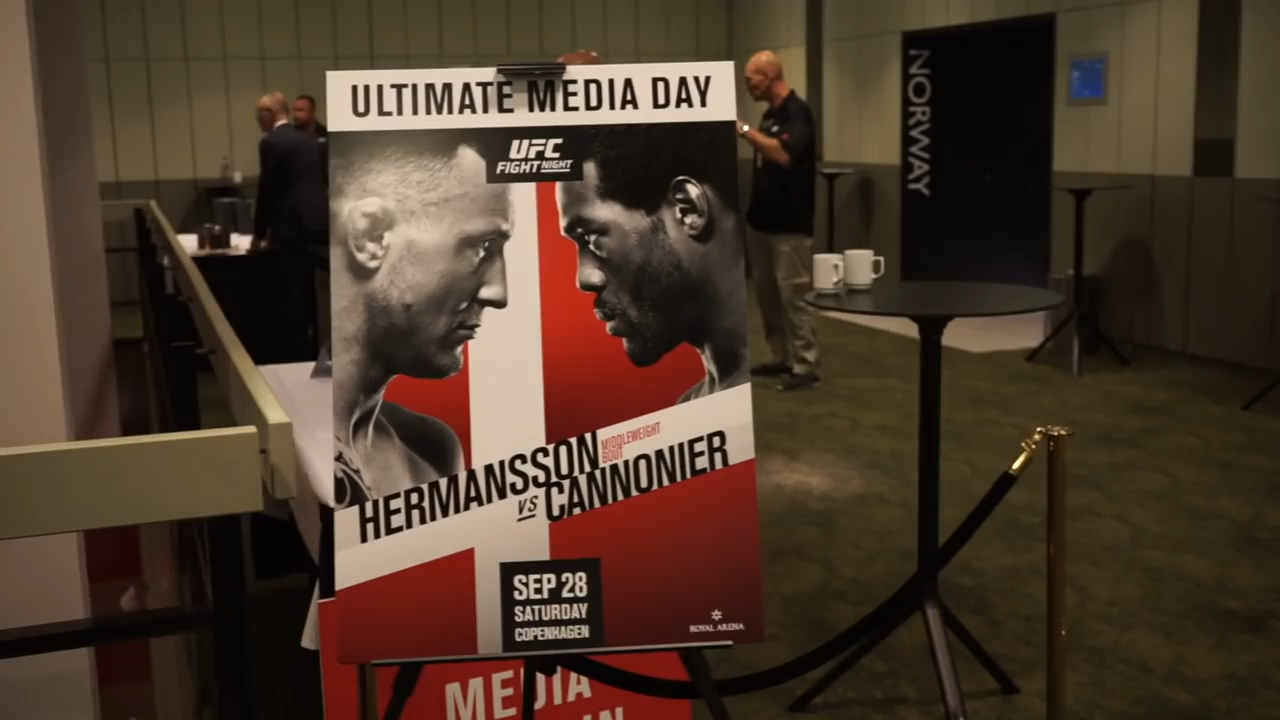 ULTIMATE MEDIA DAY
UFC
FIGHT NIGHT
HERMANSSON
MIDDLEWEIGHT
BOUT
VS
CANNONIER
SEP 28
SATURDAY
COPENHAGEN
ROYAL ARENA
MEDIA
NORWAY